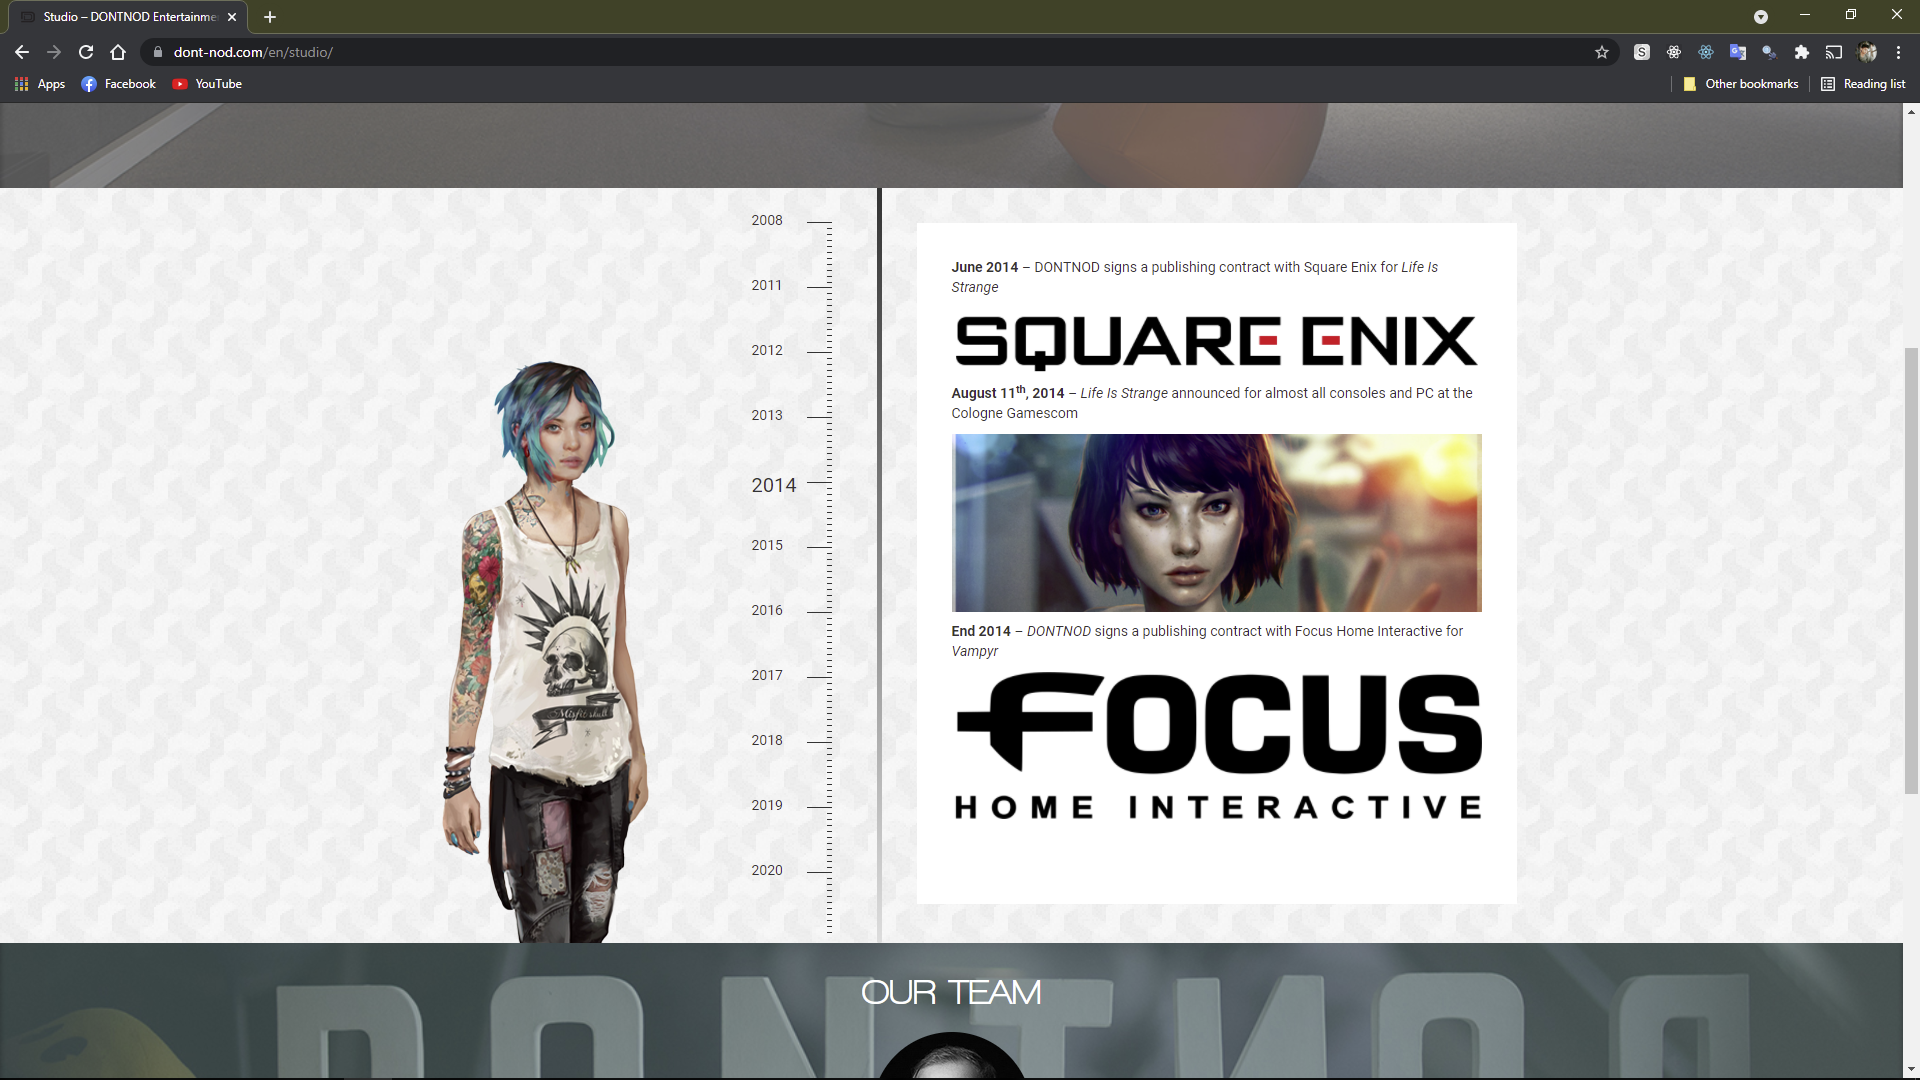 Studio – DONTNOD Entertainme
dont-nod.com/en/studio/
Apps
Facebook
YouTube
Other bookmarks
Reading list
2008
2011
2012
2013
2014
2015
2016
2017
2018
2019
2020
Misfit skull
June 2014 – DONTNOD signs a publishing contract with Square Enix for Life Is
Strange
SQUARE ENIX
August 11th, 2014 – Life Is Strange announced for almost all consoles and PC at the
Cologne Gamescom
End 2014 – DONTNOD signs a publishing contract with Focus Home Interactive for
Vampyr
FOCUS
HOME INTERACTIVE
OUR TEAM
DONTNOD